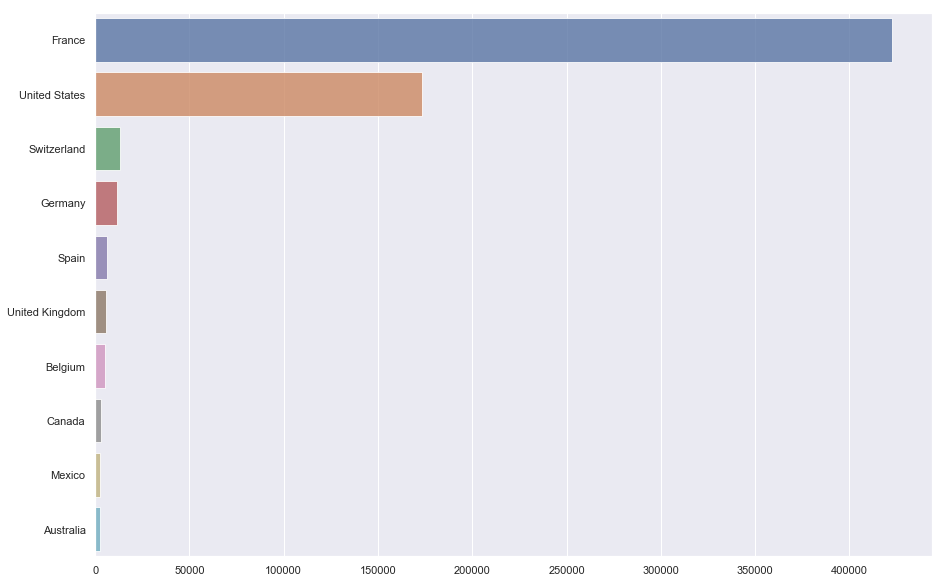 France
United States
Switzerland
Germany
Spain
United Kingdom
Belgium
Canada
Mexico
Australia
0 50000 100000 150000 200000 250000 300000 350000 400000